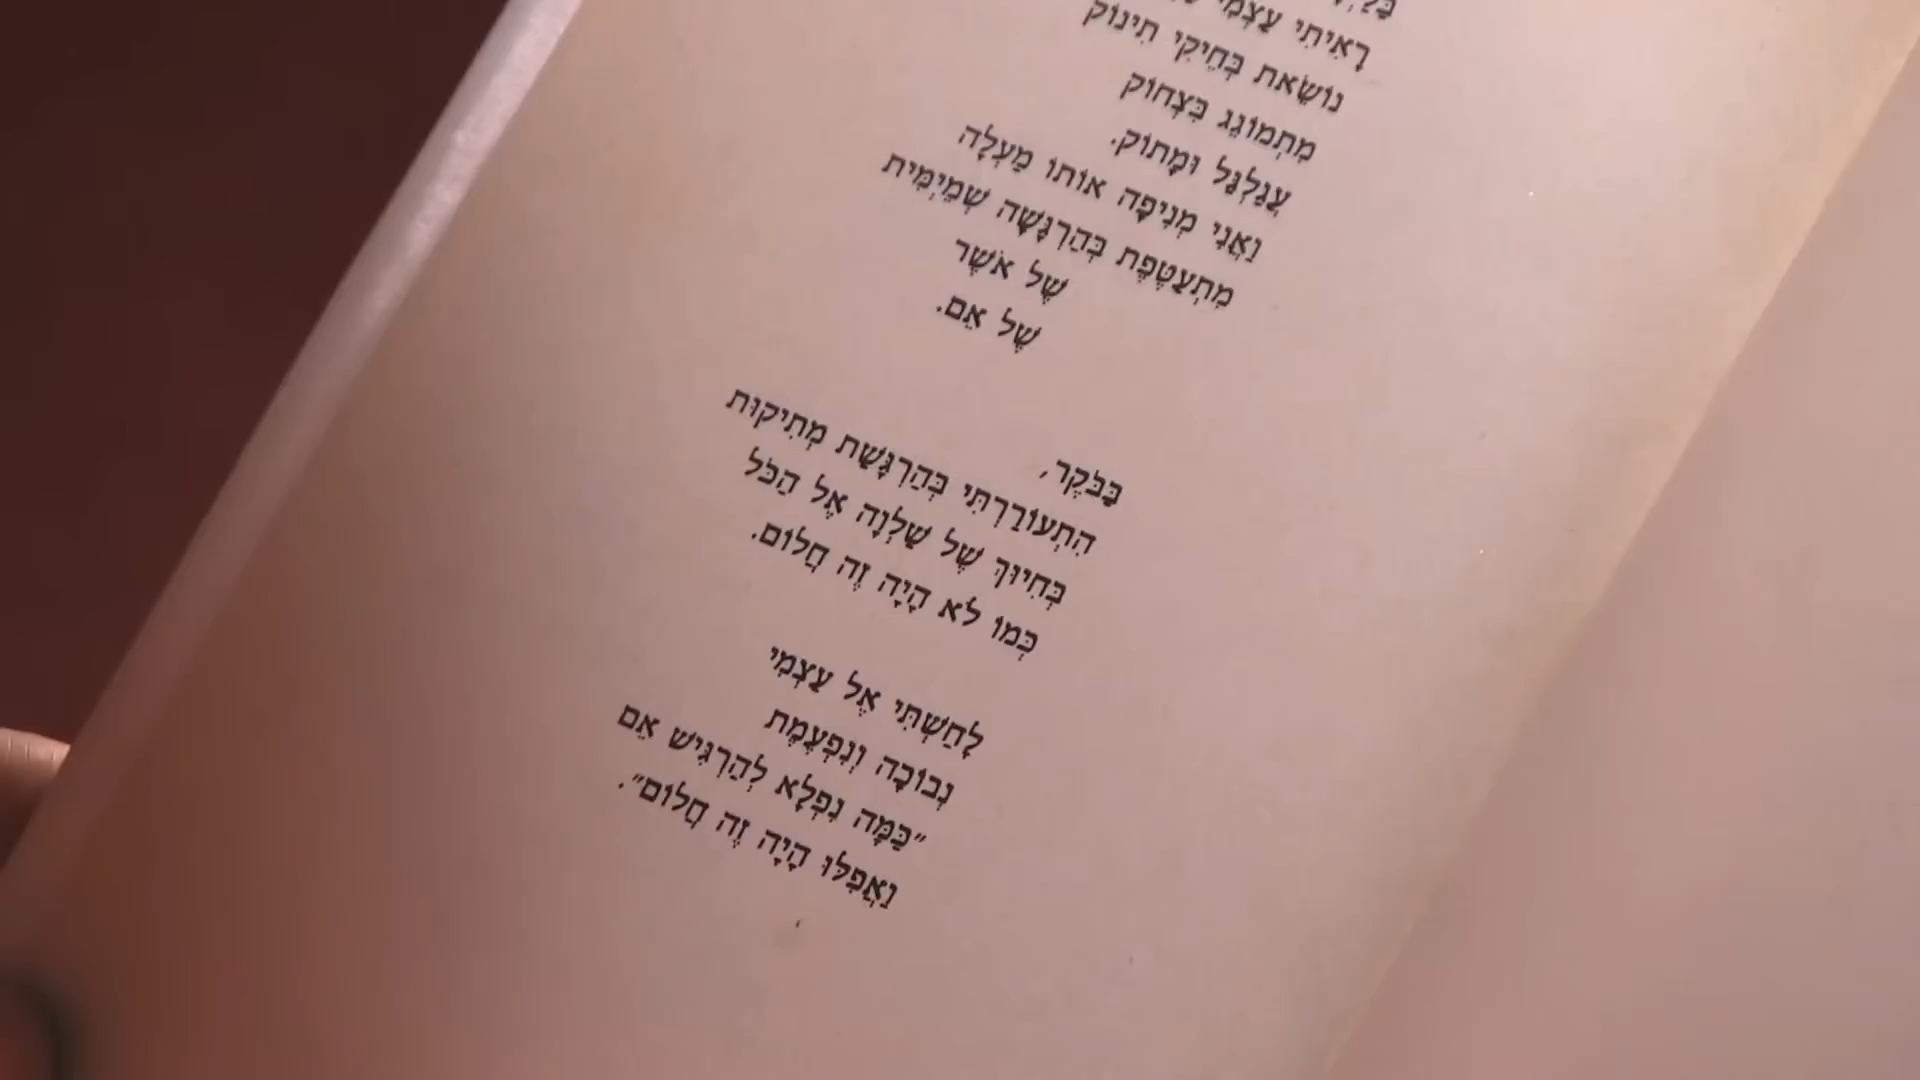 רָאִיתִי עַצְמִי
נוֹשֵׂאת בְּחֵיקִי תִּינוֹק
מִתְמוֹגֵג בִּצְחוֹק
עֲגַלְגַּל וּמָתוֹק.
וַאֲנִי מְנִיפָה אוֹתוֹ מַעְלָה
מִתְעַטֶּפֶת בְּהַרְגָּשָׁה שְׁמֵימִית
שֶׁל אֹשֶׁר
שֶׁל אֵם.
בַּבֹּקֶר,
הִתְעוֹרַרְתִּי בְּהַרְגָּשַׁת מְתִיקוּת
בְּחִיּוּךְ שֶׁל שַׁלְוָה אֶל הַכֹּל
כְּמוֹ לֹא הָיָה זֶה חֲלוֹם.
לָחַשְׁתִּי אֶל עַצְמִי
נְבוֹכָה וְנִפְעֶמֶת
״כַּמָּה נִפְלָא לְהַרְגִּישׁ אֵם
וַאֲפִלּוּ הָיָה זֶה חֲלוֹם״.